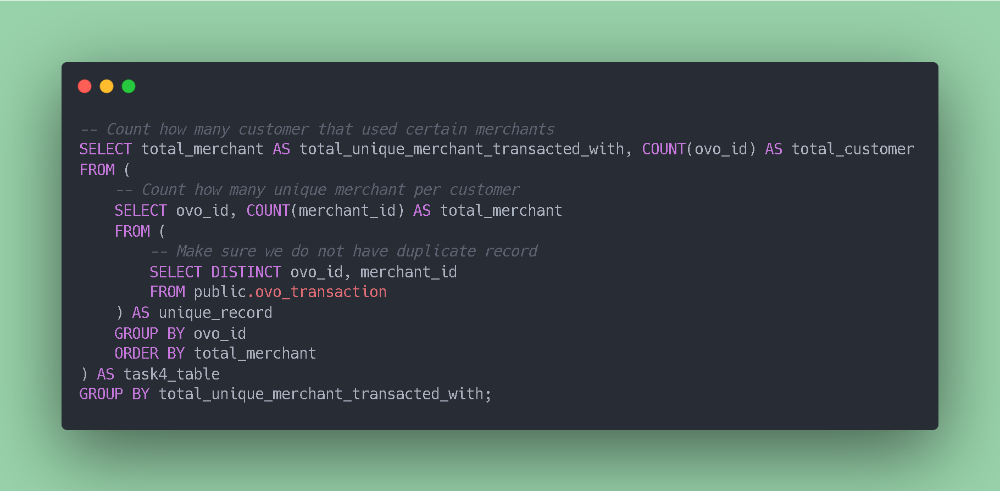 -- Count how many customer that used certain merchants
SELECT total_merchant AS total_unique_merchant_transacted_with, COUNT(ovo_id) AS total_customer
FROM (
    -- Count how many unique merchant per customer
    SELECT ovo_id, COUNT(merchant_id) AS total_merchant
    FROM (
        -- Make sure we do not have duplicate record
        SELECT DISTINCT ovo_id, merchant_id
        FROM public.ovo_transaction
    ) AS unique_record
    GROUP BY ovo_id
    ORDER BY total_merchant
) AS task4_table
GROUP BY total_unique_merchant_transacted_with;